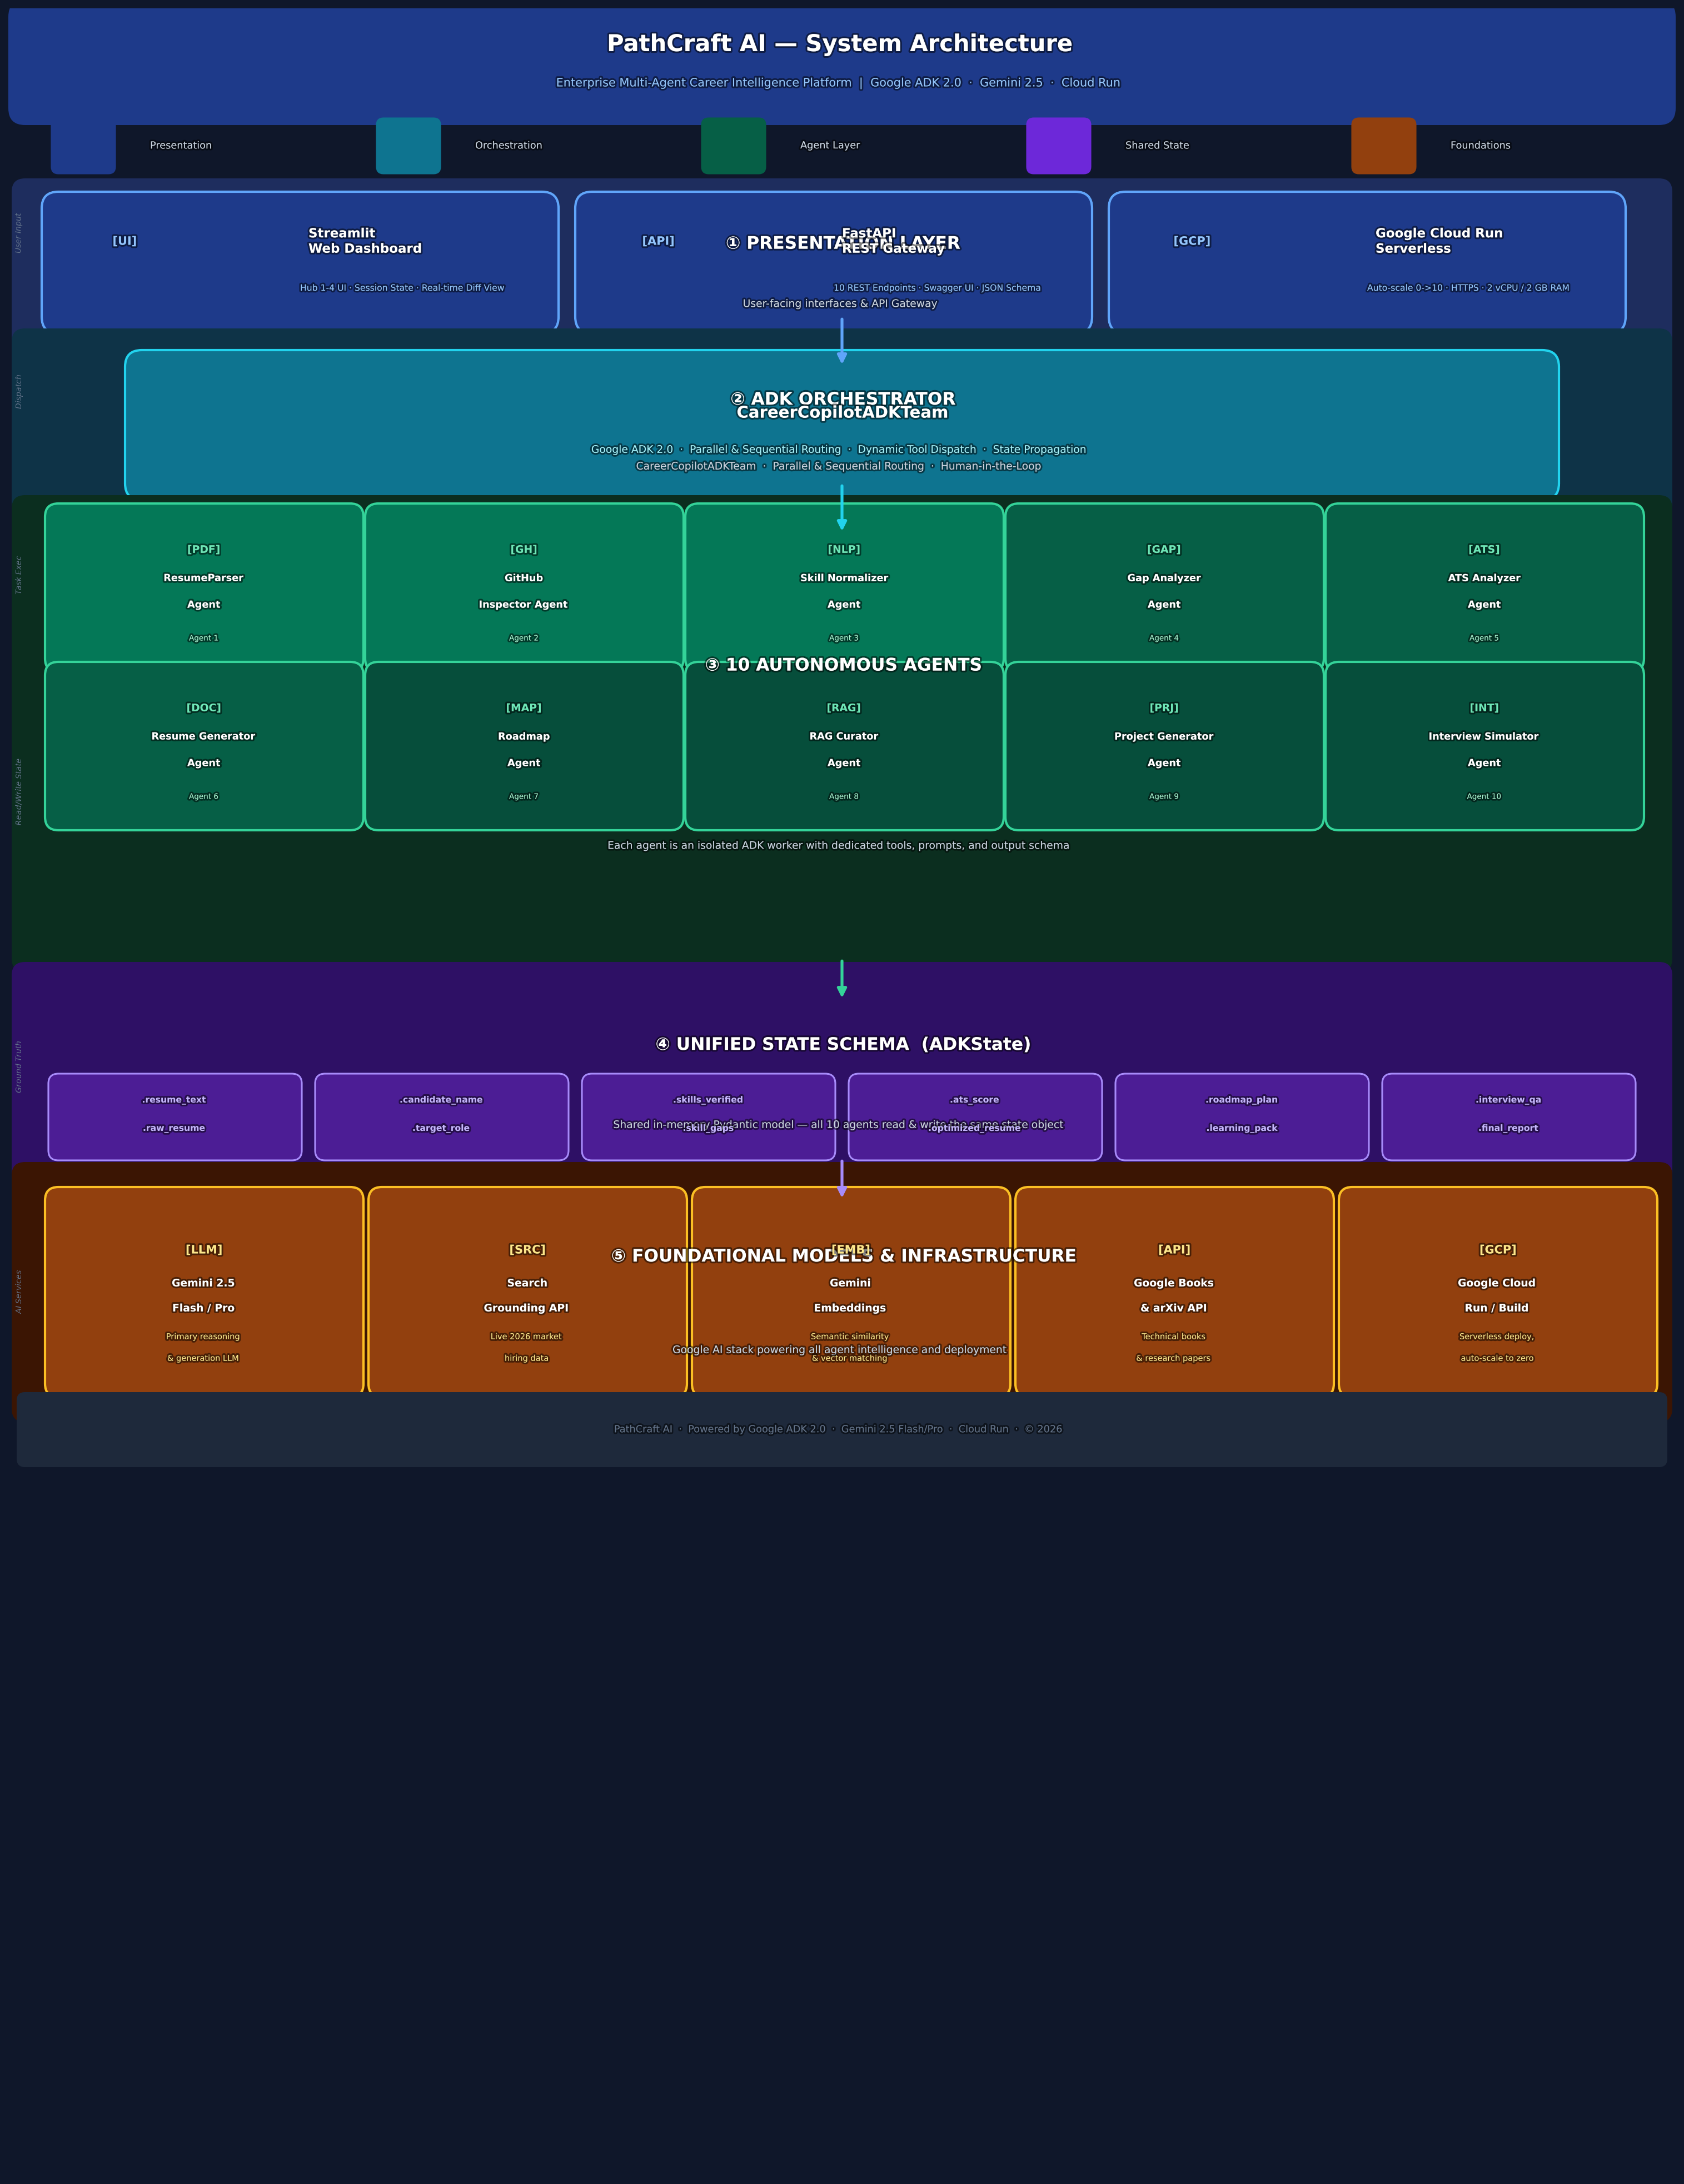 PathCraft AI — System Architecture
Enterprise Multi-Agent Career Intelligence Platform | Google ADK 2.0 · Gemini 2.5 · Cloud Run
Presentation
Orchestration
Agent Layer
Shared State
Foundations
User Input
① PRESENTATION LAYER
User-facing interfaces & API Gateway
[UI]
Streamlit
Web Dashboard
Hub 1-4 UI · Session State · Real-time Diff View
[API]
FastAPI
REST Gateway
10 REST Endpoints · Swagger UI · JSON Schema
[GCP]
Google Cloud Run
Serverless
Auto-scale 0->10 · HTTPS · 2 vCPU / 2 GB RAM
Dispatch
② ADK ORCHESTRATOR
CareerCopilotADKTeam
Google ADK 2.0 · Parallel & Sequential Routing · Dynamic Tool Dispatch · State Propagation
CareerCopilotADKTeam · Parallel & Sequential Routing · Human-in-the-Loop
Task Exec
[PDF]
ResumeParser
Agent
Agent 1
[GH]
GitHub
Inspector Agent
Agent 2
[NLP]
Skill Normalizer
Agent
Agent 3
[GAP]
Gap Analyzer
Agent
Agent 4
[ATS]
ATS Analyzer
Agent
Agent 5
③ 10 AUTONOMOUS AGENTS
Read/Write State
[DOC]
Resume Generator
Agent
Agent 6
[MAP]
Roadmap
Agent
Agent 7
[RAG]
RAG Curator
Agent
Agent 8
[PRJ]
Project Generator
Agent
Agent 9
[INT]
Interview Simulator
Agent
Agent 10
Each agent is an isolated ADK worker with dedicated tools, prompts, and output schema
Ground Truth
④ UNIFIED STATE SCHEMA (ADKState)
.resume_text
.raw_resume
.candidate_name
.target_role
.skills_verified
.skill_gaps
.ats_score
.optimized_resume
.roadmap_plan
.learning_pack
.interview_qa
.final_report
Shared in-memory Pydantic model — all 10 agents read & write the same state object
AI Services
⑤ FOUNDATIONAL MODELS & INFRASTRUCTURE
[LLM]
Gemini 2.5
Flash / Pro
Primary reasoning
& generation LLM
[SRC]
Search
Grounding API
Live 2026 market
hiring data
[EMB]
Gemini
Embeddings
Semantic similarity
& vector matching
[API]
Google Books
& arXiv API
Technical books
& research papers
[GCP]
Google Cloud
Run / Build
Serverless deploy,
auto-scale to zero
Google AI stack powering all agent intelligence and deployment
PathCraft AI · Powered by Google ADK 2.0 · Gemini 2.5 Flash/Pro · Cloud Run · © 2026